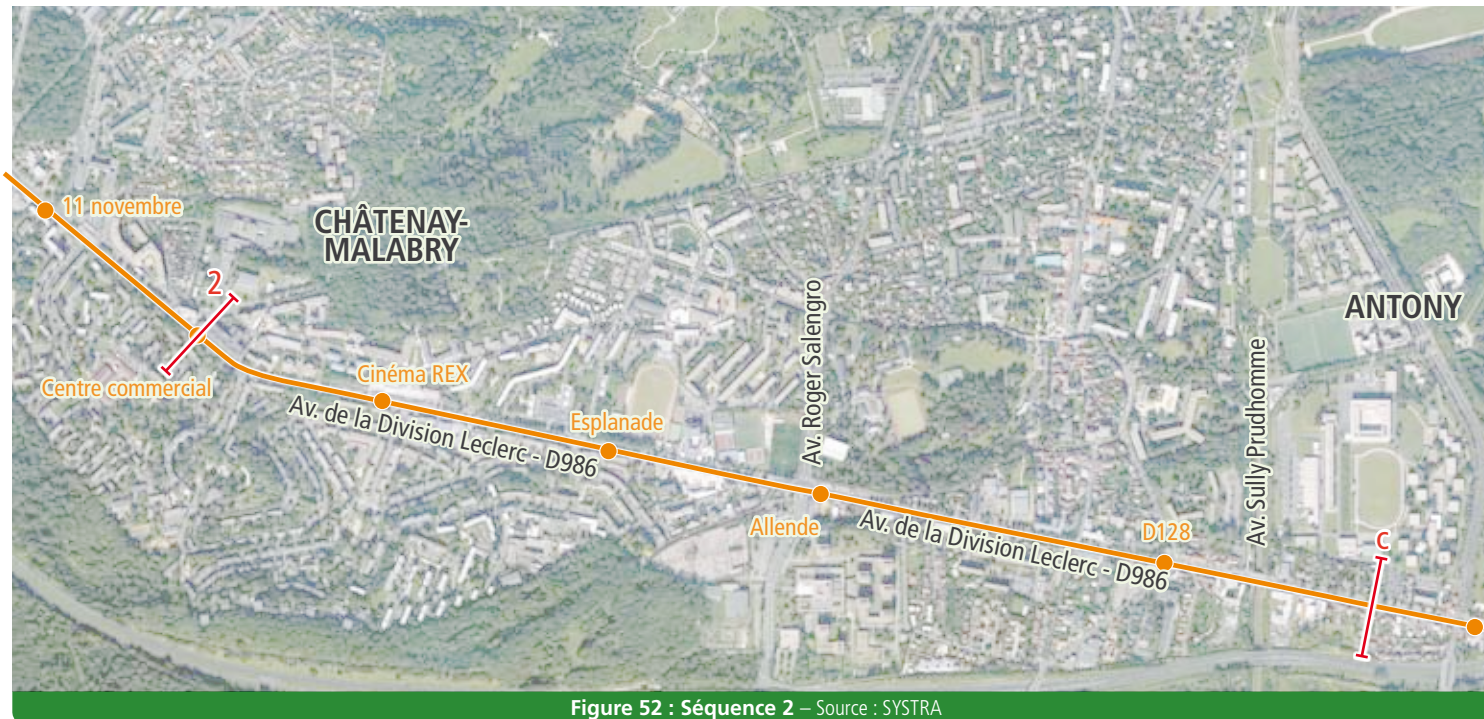 11 novembre
CHÂTENAY-
MALABRY
2
Centre commercial
Cinéma REX
Av. de la Division Leclerc - D986
Esplanade
Av. Roger Salengro
Allende
Av. de la Division Leclerc - D986
D128
Av. Sully Prudhomme
ANTONY
C
Figure 52 : Séquence 2 – Source : SYSTRA